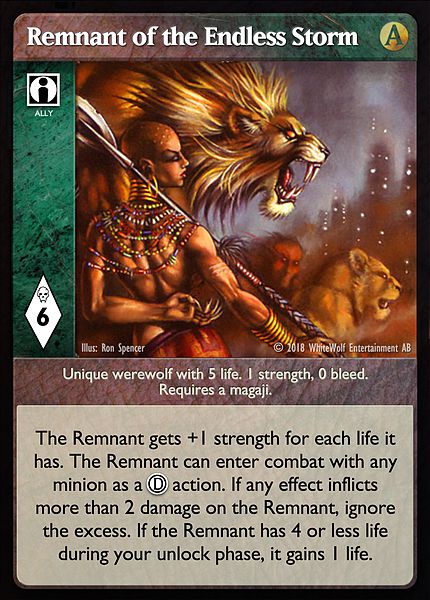 Remnant of the Endless Storm
A
ALLY
6
Illus: Ron Spencer
© 2018 WhiteWolf Entertainment AB
Unique werewolf with 5 life. 1 strength, 0 bleed.
Requires a magaji.
The Remnant gets +1 strength for each life it
has. The Remnant can enter combat with any
minion as a Ⓓ action. If any effect inflicts
more than 2 damage on the Remnant, ignore
the excess. If the Remnant has 4 or less life
during your unlock phase, it gains 1 life.